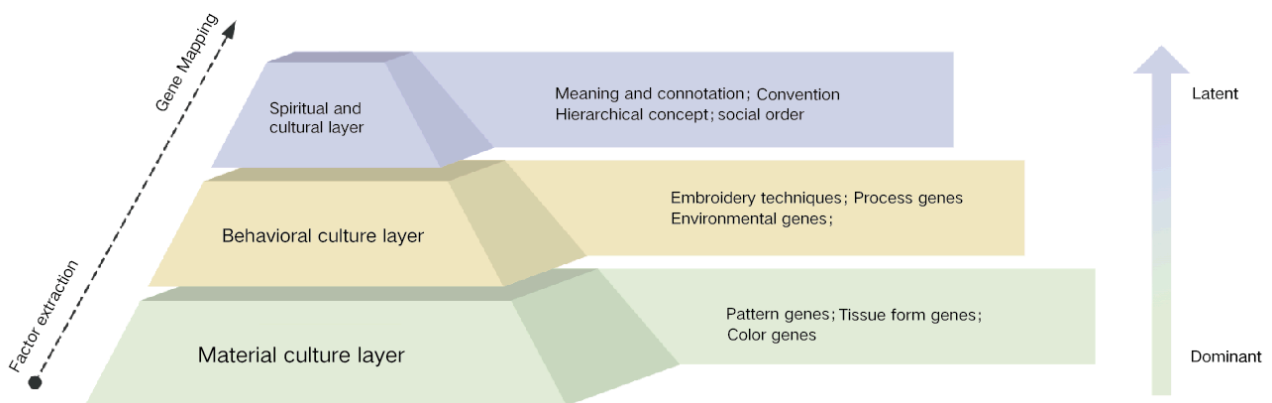 Gene Mapping
Factor extraction
Spiritual and
cultural layer
Meaning and connotation; Convention
Hierarchical concept; social order
Latent
Behavioral culture layer
Embroidery techniques; Process genes
Environmental genes;
Material culture layer
Pattern genes; Tissue form genes;
Color genes
Dominant